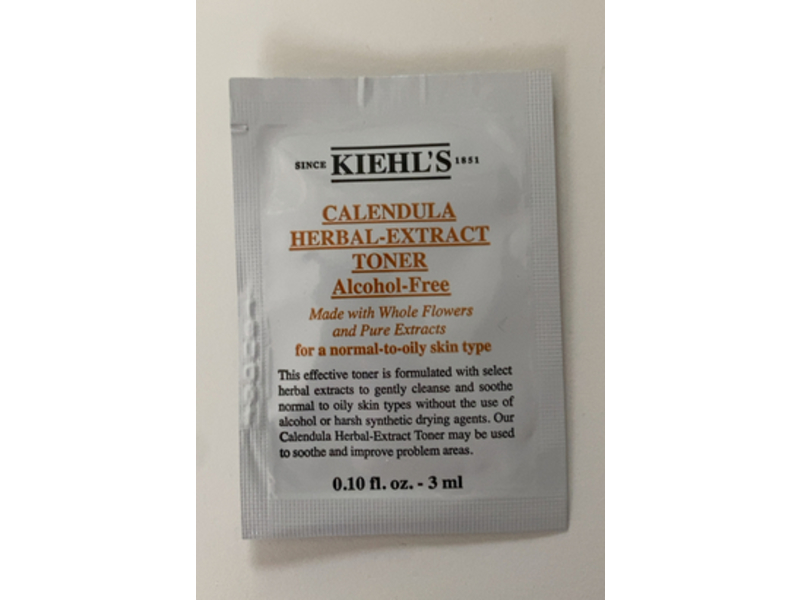 SINCE KIEHL'S 1851
CALENDULA
HERBAL-EXTRACT
TONER
Alcohol-Free
Made with Whole Flowers
and Pure Extracts
for a normal-to-oily skin type
This effective toner is formulated with select
herbal extracts to gently cleanse and soothe
normal to oily skin types without the use of
alcohol or harsh synthetic drying agents. Our
Calendula Herbal-Extract Toner may be used
to soothe and improve problem areas.
0.10 fl. oz. - 3 ml